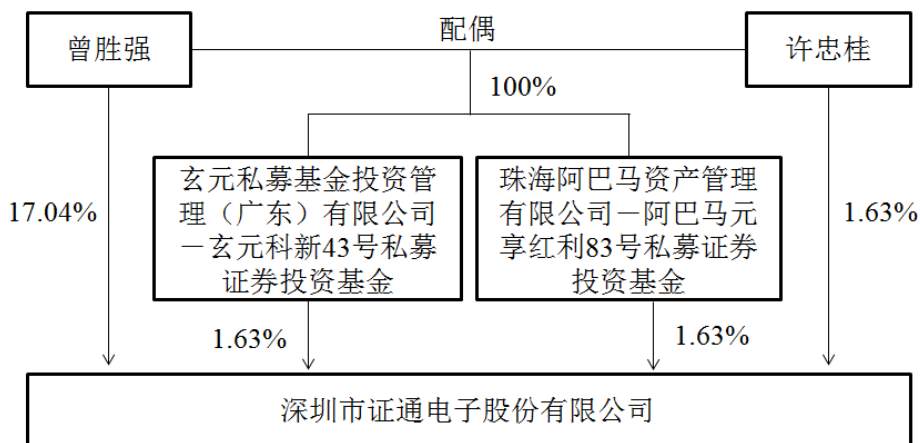 曾胜强
配偶
许忠桂
100%
17.04%
玄元私募基金投资管
理（广东）有限公司
－玄元科新43号私募
证券投资基金
珠海阿巴马资产管理
有限公司－阿巴马元
享红利83号私募证券
投资基金
1.63%
1.63%
1.63%
深圳市证通电子股份有限公司